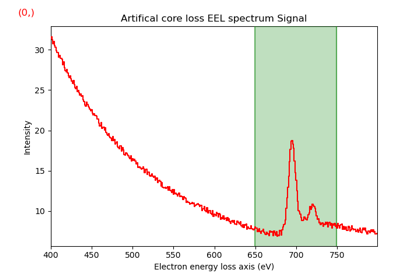 (0,)
Artifical core loss EEL spectrum Signal
30
25
20
15
10
Intensity
400 450 500 550 600 650 700 750
Electron energy loss axis (eV)